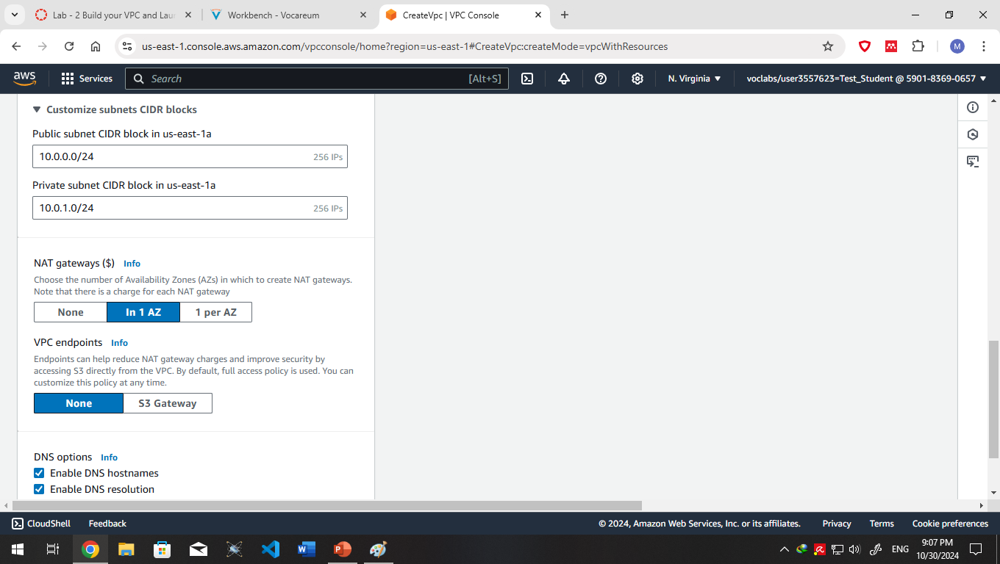 Lab - 2 Build your VPC and Lau
Workbench - Vocareum
CreateVpc | VPC Console
us-east-1.console.aws.amazon.com/vpcconsole/home?region=us-east-1#CreateVpc:createMode=vpcWithResources
M
aws
Services
Search
[Alt+S]
N. Virginia
voclabs/user3557623=Test_Student @ 5901-8369-0657
Customize subnets CIDR blocks
Public subnet CIDR block in us-east-1a
10.0.0.0/24
256 IPs
Private subnet CIDR block in us-east-1a
10.0.1.0/24
256 IPs
NAT gateways ($) Info
Choose the number of Availability Zones (AZs) in which to create NAT gateways.
Note that there is a charge for each NAT gateway
None
In 1 AZ
1 per AZ
VPC endpoints Info
Endpoints can help reduce NAT gateway charges and improve security by
accessing S3 directly from the VPC. By default, full access policy is used. You can
customize this policy at any time.
None
S3 Gateway
DNS options Info
Enable DNS hostnames
Enable DNS resolution
CloudShell
Feedback
© 2024, Amazon Web Services, Inc. or its affiliates.
Privacy
Terms
Cookie preferences
ENG
9:07 PM
10/30/2024